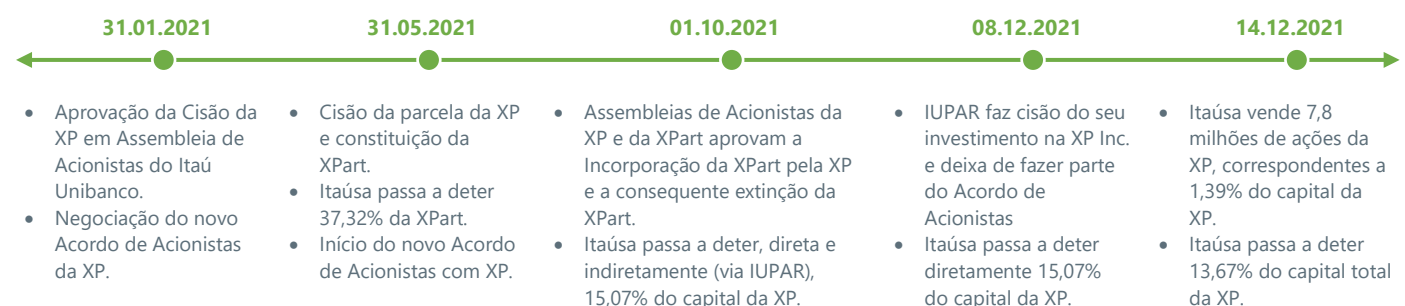 31.01.2021
31.05.2021
01.10.2021
08.12.2021
14.12.2021
• Aprovação da Cisão da
XP em Assembleia de
Acionistas do Itaú
Unibanco.
• Negociação do novo
Acordo de Acionistas
da XP.
• Cisão da parcela da XP
e constituição da
XPart.
• Itaúsa passa a deter
37,32% da XPart.
• Início do novo Acordo
de Acionistas com XP.
• Assembleias de Acionistas da
XP e da XPart aprovam a
Incorporação da XPart pela XP
e a consequente extinção da
XPart.
• Itaúsa passa a deter, direta e
indiretamente (via IUPAR),
15,07% do capital da XP.
• IUPAR faz cisão do seu
investimento na XP Inc.
e deixa de fazer parte
do Acordo de
Acionistas
• Itaúsa passa a deter
diretamente 15,07%
do capital da XP.
• Itaúsa vende 7,8
milhões de ações da
XP, correspondentes a
1,39% do capital da
XP.
• Itaúsa passa a deter
13,67% do capital total
da XP.